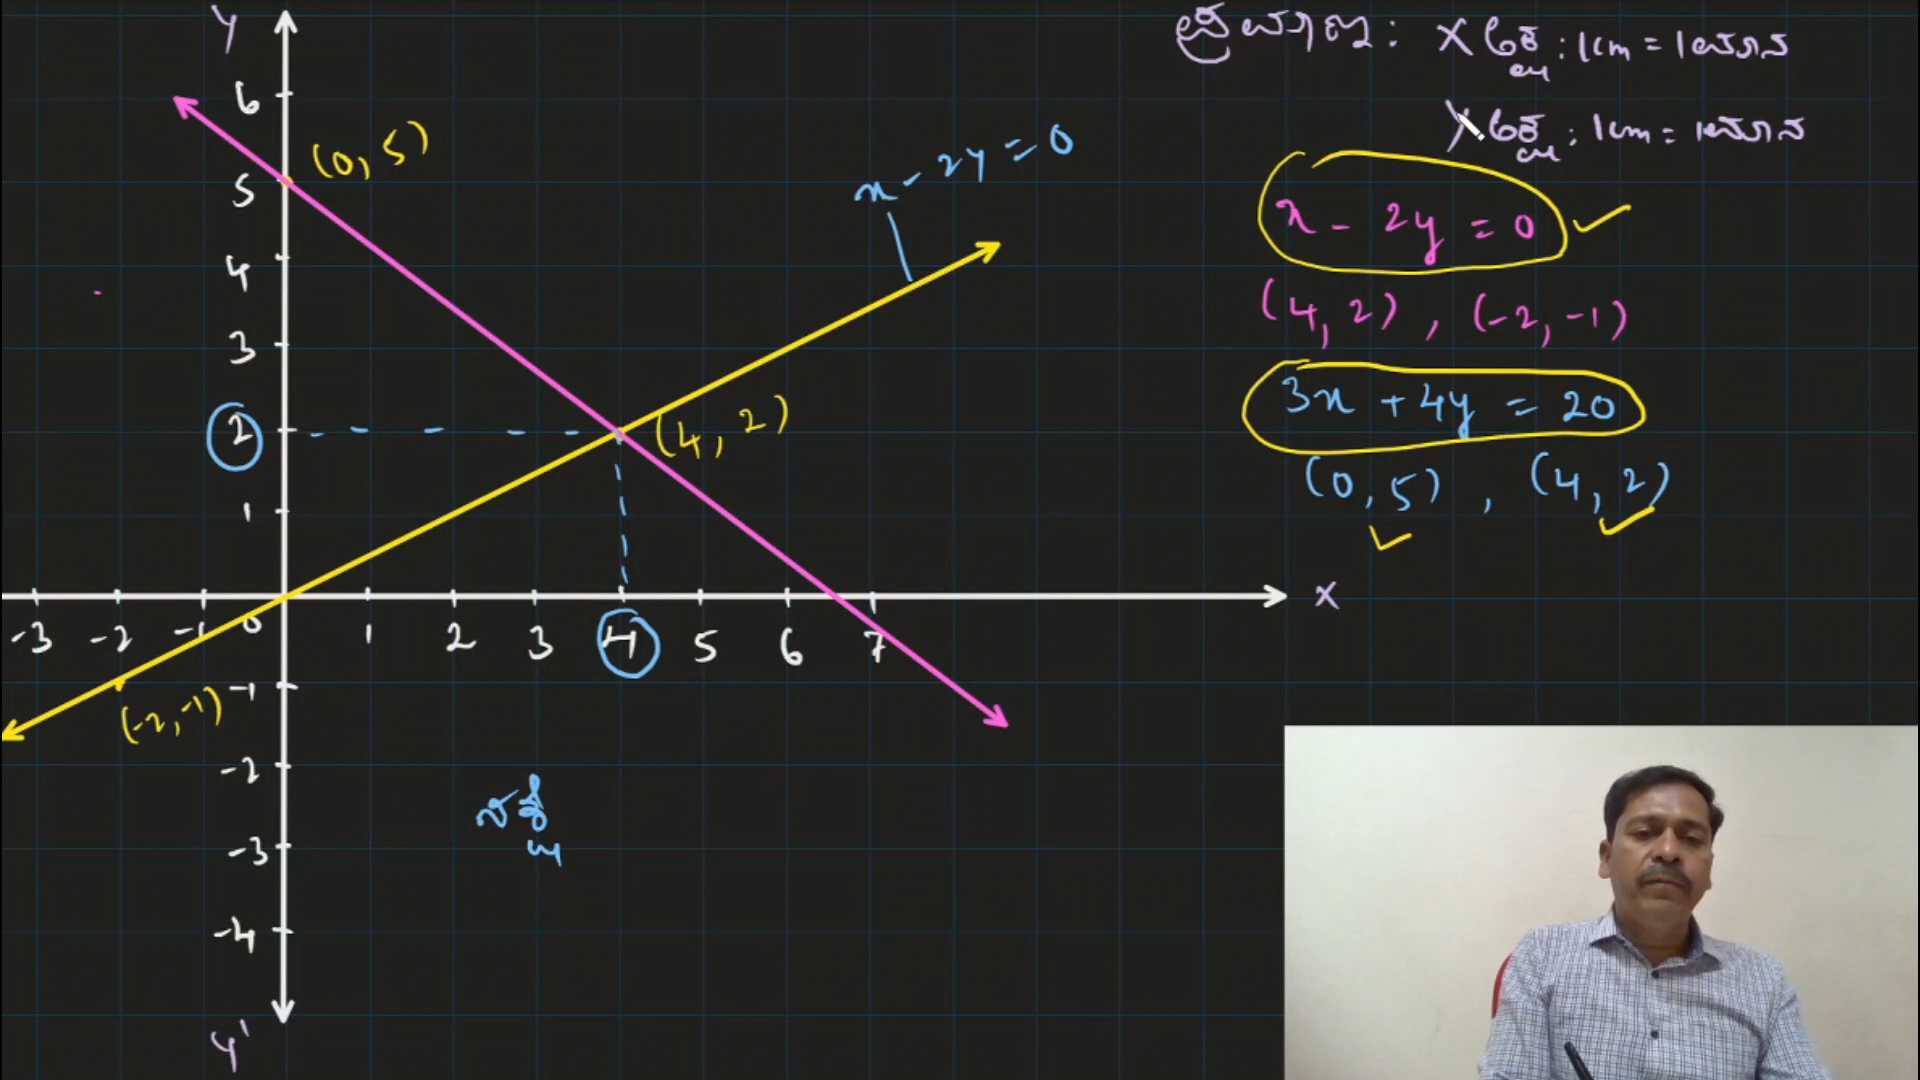 y
ಪ್ರಮಾಣ : X ಅಕ್ಷ : 1cm = 1ಮಾನ
ಅಕ್ಷ : 1cm = 1ಮಾನ
6
(0, 5)
5
x - 2y = 0
x - 2y = 0
4
(4, 2) , (-2, -1)
3
3x + 4y = 20
2
(4, 2)
(0, 5) , (4, 2)
1
x
-3 -2 -1 0 1 2 3 4 5 6 7
(-2, -1)
-1
-2
-3
-4
y'